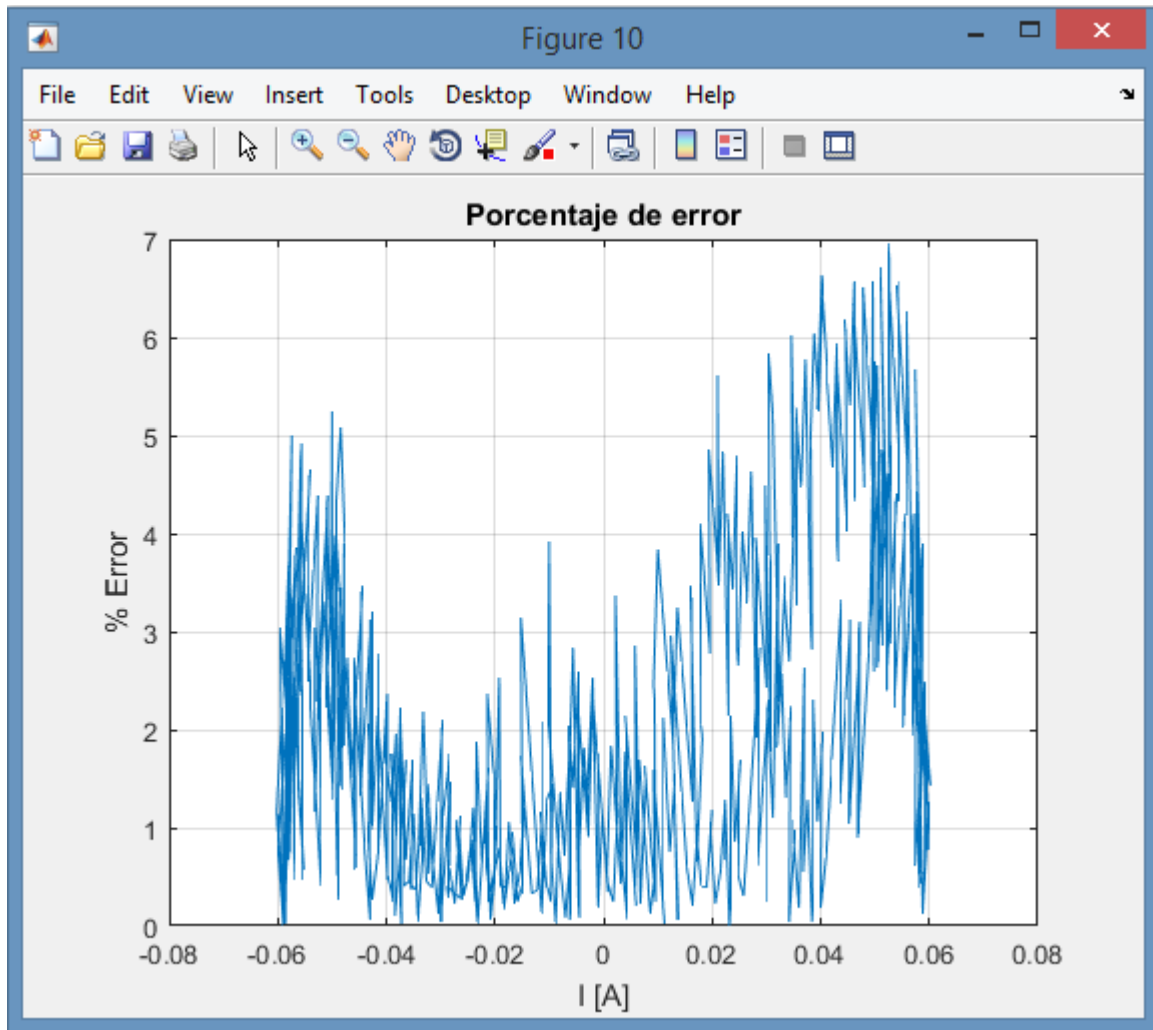 Figure 10
File Edit View Insert Tools Desktop Window Help
Porcentaje de error
7
6
5
4
3
2
1
0
% Error
-0.08 -0.06 -0.04 -0.02 0 0.02 0.04 0.06 0.08
I [A]